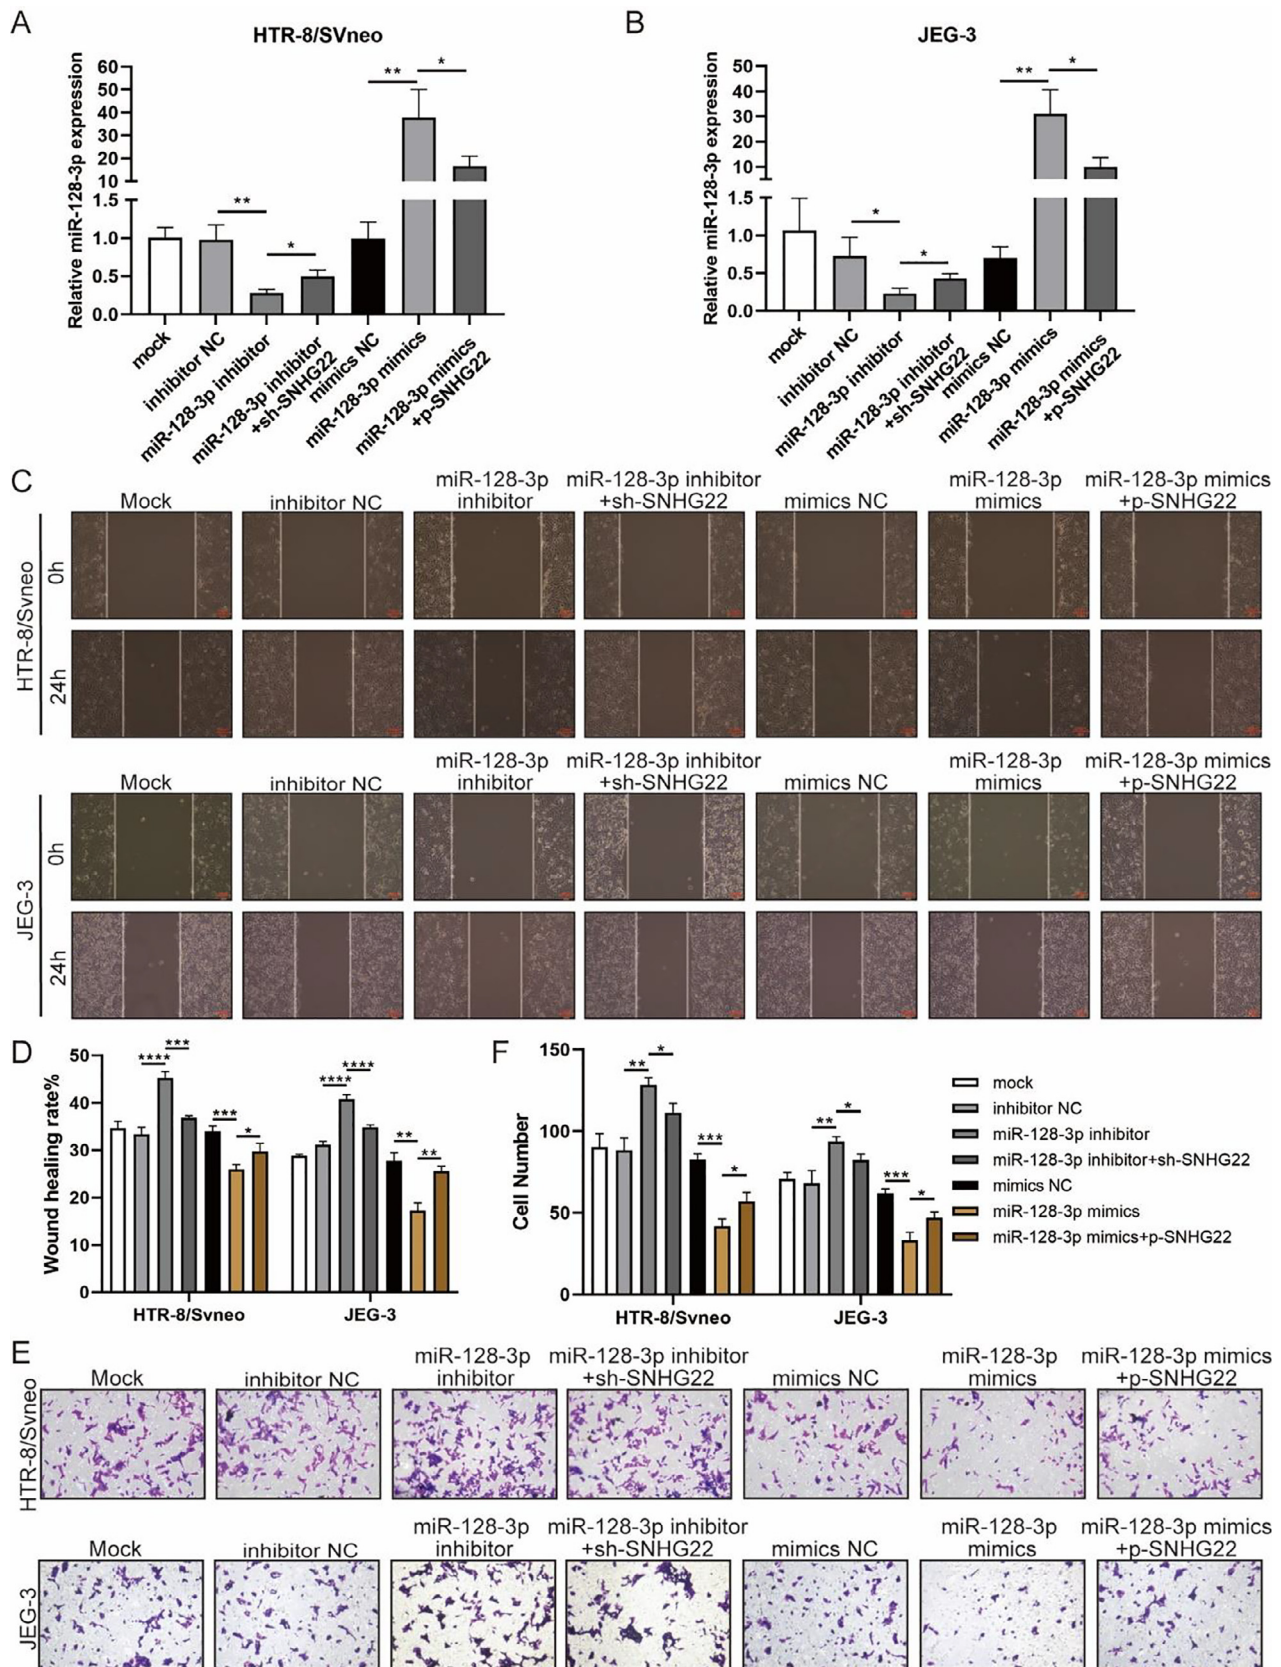 A
HTR-8/SVneo
Relative miR-128-3p expression
60
50
40
30
20
10
1.5
1.0
0.5
0.0
**
*
**
*
mock
inhibitor NC
miR-128-3p inhibitor
miR-128-3p inhibitor
+sh-SNHG22
mimics NC
miR-128-3p mimics
miR-128-3p mimics
+p-SNHG22
B
JEG-3
Relative miR-128-3p expression
50
40
30
20
10
1.5
1.0
0.5
0.0
*
*
**
*
mock
inhibitor NC
miR-128-3p inhibitor
miR-128-3p inhibitor
+sh-SNHG22
mimics NC
miR-128-3p mimics
miR-128-3p mimics
+p-SNHG22
C
Mock
inhibitor NC
miR-128-3p
inhibitor
miR-128-3p inhibitor
+sh-SNHG22
mimics NC
miR-128-3p
mimics
miR-128-3p mimics
+p-SNHG22
HTR-8/Svneo
0h
24h
Mock
inhibitor NC
miR-128-3p
inhibitor
miR-128-3p inhibitor
+sh-SNHG22
mimics NC
miR-128-3p
mimics
miR-128-3p mimics
+p-SNHG22
JEG-3
0h
24h
D
Wound healing rate%
50
40
30
20
10
0
****
***
***
*
****
****
**
**
HTR-8/Svneo
JEG-3
F
Cell Number
150
100
50
0
**
*
***
*
**
*
***
*
HTR-8/Svneo
JEG-3
mock
inhibitor NC
miR-128-3p inhibitor
miR-128-3p inhibitor+sh-SNHG22
mimics NC
miR-128-3p mimics
miR-128-3p mimics+p-SNHG22
E
HTR-8/Svneo
Mock
inhibitor NC
miR-128-3p
inhibitor
miR-128-3p inhibitor
+sh-SNHG22
mimics NC
miR-128-3p
mimics
miR-128-3p mimics
+p-SNHG22
JEG-3
Mock
inhibitor NC
miR-128-3p
inhibitor
miR-128-3p inhibitor
+sh-SNHG22
mimics NC
miR-128-3p
mimics
miR-128-3p mimics
+p-SNHG22